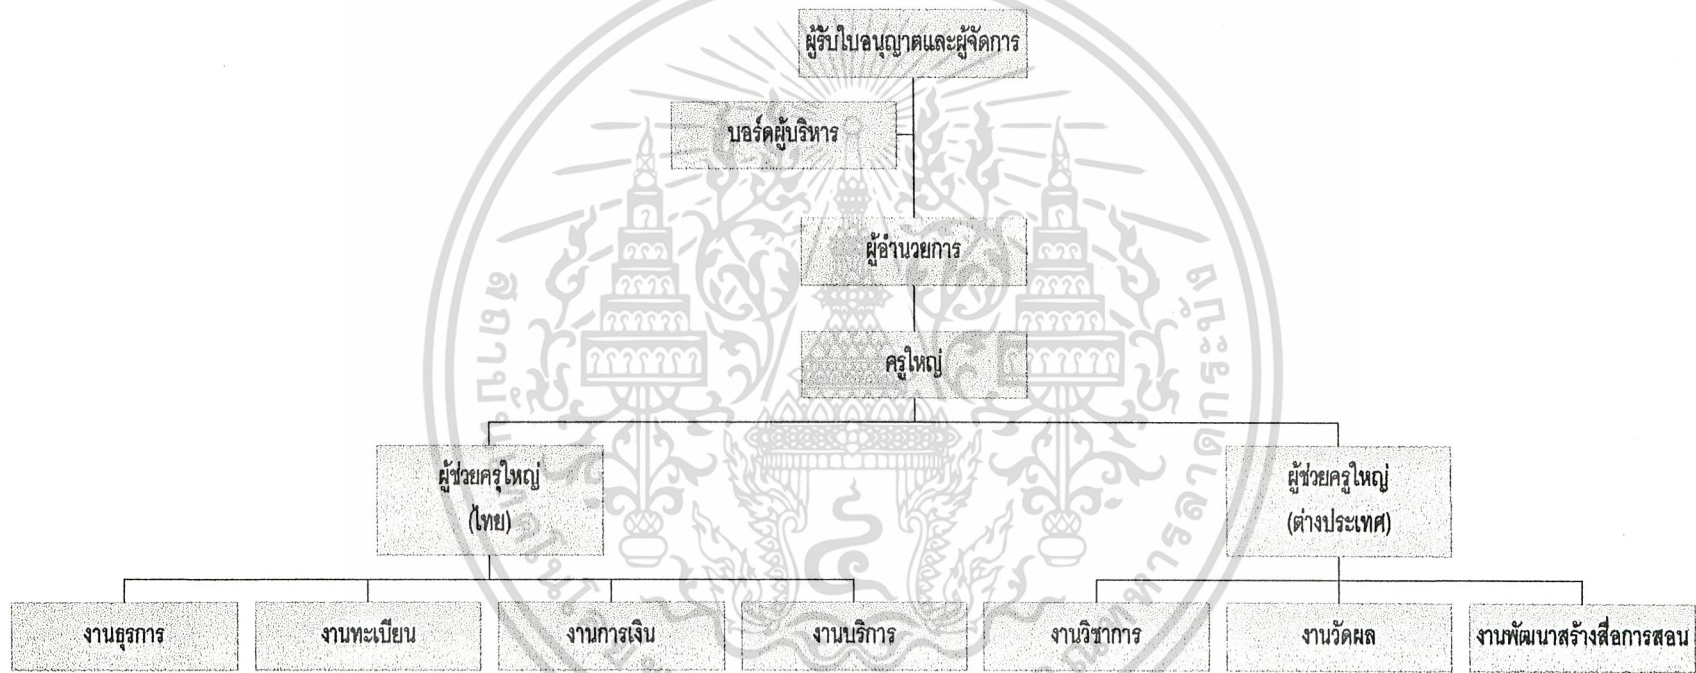 ผู้รับใบอนุญาตและผู้จัดการ
บอร์ดผู้บริหาร
ผู้อำนวยการ
ครูใหญ่
ผู้ช่วยครูใหญ่
(ไทย)
ผู้ช่วยครูใหญ่
(ต่างประเทศ)
งานธุรการ
งานทะเบียน
งานการเงิน
งานบริการ
งานวิชาการ
งานวัดผล
งานพัฒนาสร้างสื่อการสอน